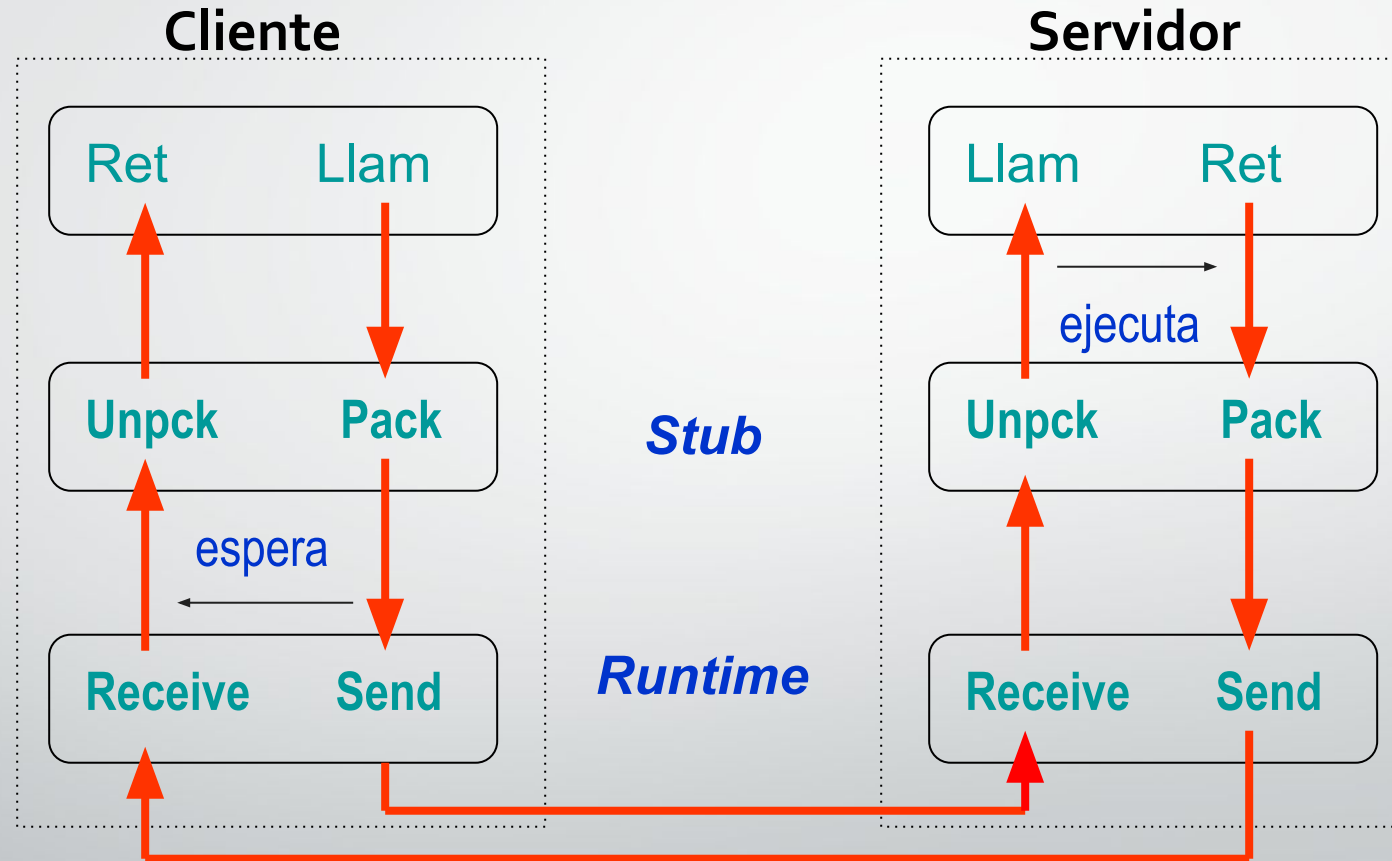 Cliente Servidor
Ret Llam Llam Ret
ejecuta
Unpck Pack Stub Unpck Pack
espera
Receive Send Runtime Receive Send